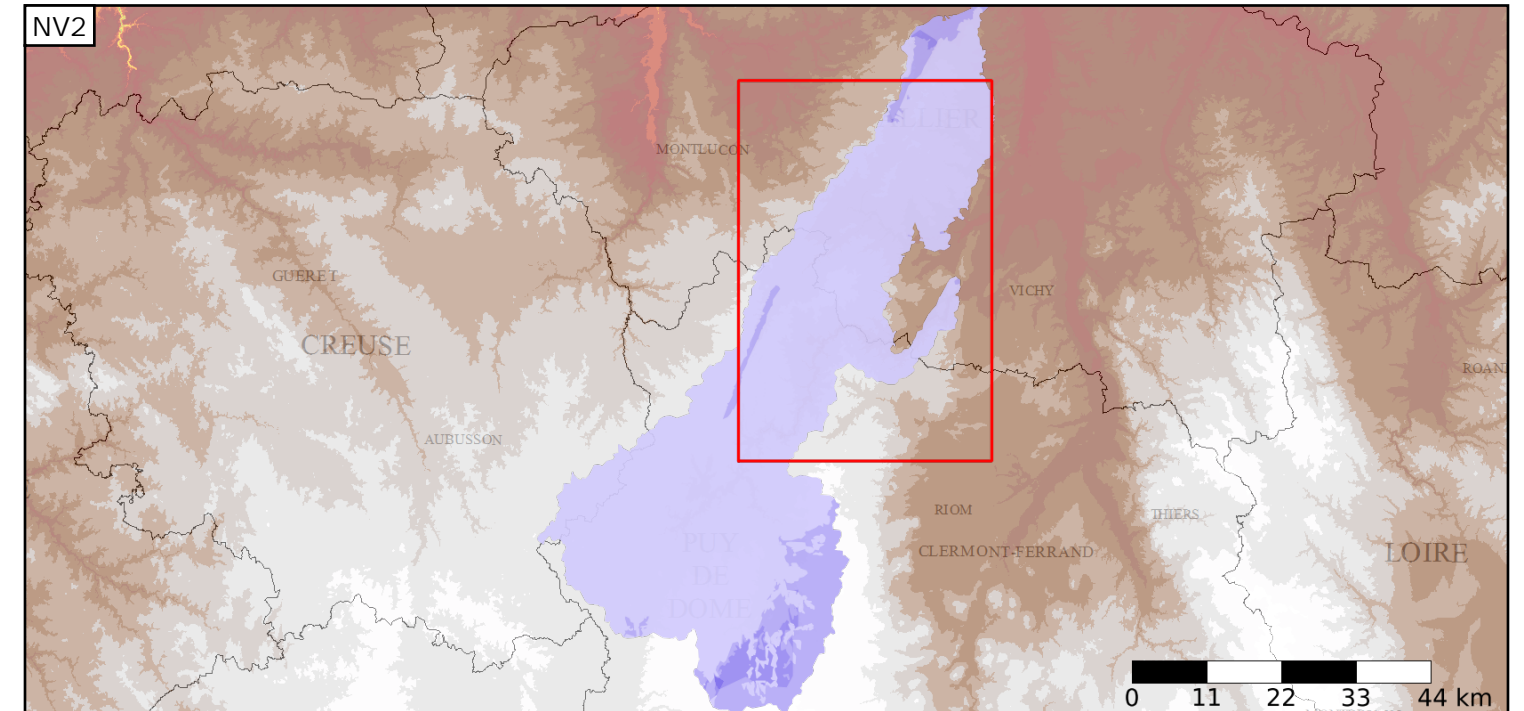 NV2
ALLIER
MONTLUCON
GUERET
VICHY
CREUSE
ROAN
AUBUSSON
RIOM
THIERS
PUY
DE
DOME
CLERMONT-FERRAND
LOIRE
0 11 22 33 44 km